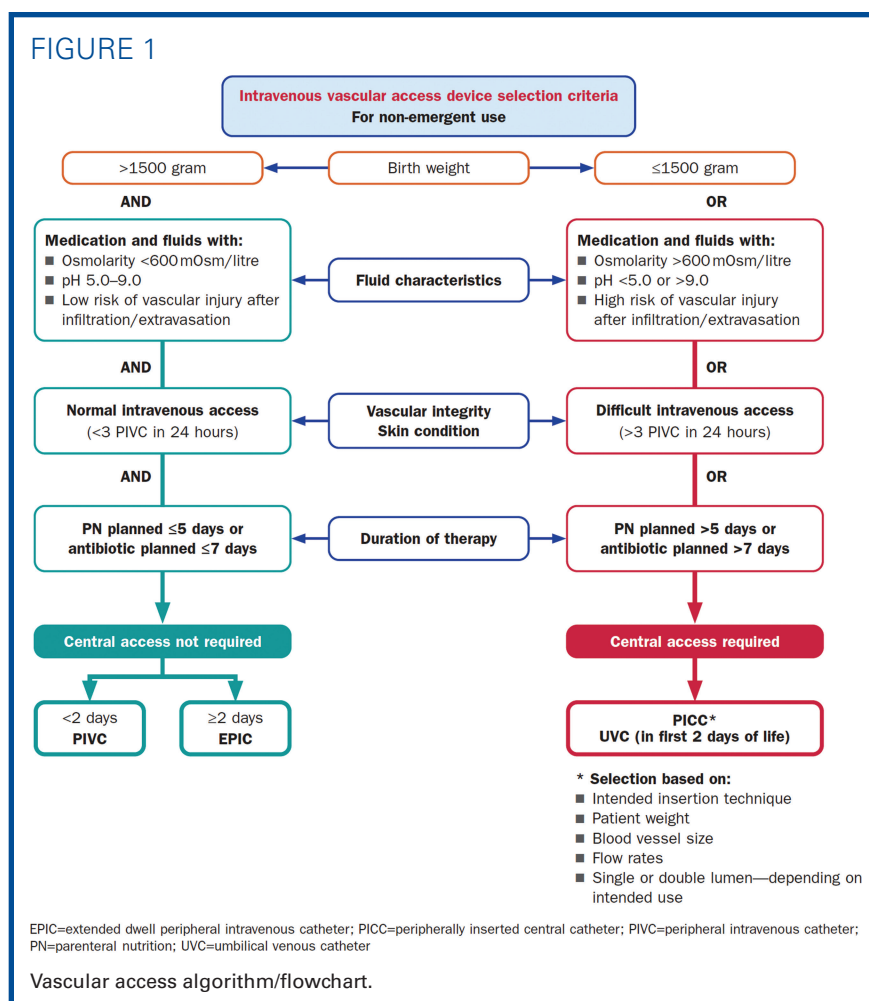 FIGURE 1
Intravenous vascular access device selection criteria
For non-emergent use
>1500 gram
Birth weight
≤1500 gram
AND
OR
Medication and fluids with:
■ Osmolarity <600 mOsm/litre
■ pH 5.0–9.0
■ Low risk of vascular injury after
infiltration/extravasation
Fluid characteristics
Medication and fluids with:
■ Osmolarity >600 mOsm/litre
■ pH <5.0 or >9.0
■ High risk of vascular injury
after infiltration/extravasation
AND
OR
Normal intravenous access
(<3 PIVC in 24 hours)
Vascular integrity
Skin condition
Difficult intravenous access
(>3 PIVC in 24 hours)
AND
OR
PN planned ≤5 days or
antibiotic planned ≤7 days
Duration of therapy
PN planned >5 days or
antibiotic planned >7 days
Central access not required
Central access required
<2 days
PIVC
≥2 days
EPIC
PICC*
UVC (in first 2 days of life)
* Selection based on:
■ Intended insertion technique
■ Patient weight
■ Blood vessel size
■ Flow rates
■ Single or double lumen—depending on
intended use
EPIC=extended dwell peripheral intravenous catheter; PICC=peripherally inserted central catheter; PIVC=peripheral intravenous catheter;
PN=parenteral nutrition; UVC=umbilical venous catheter
Vascular access algorithm/flowchart.